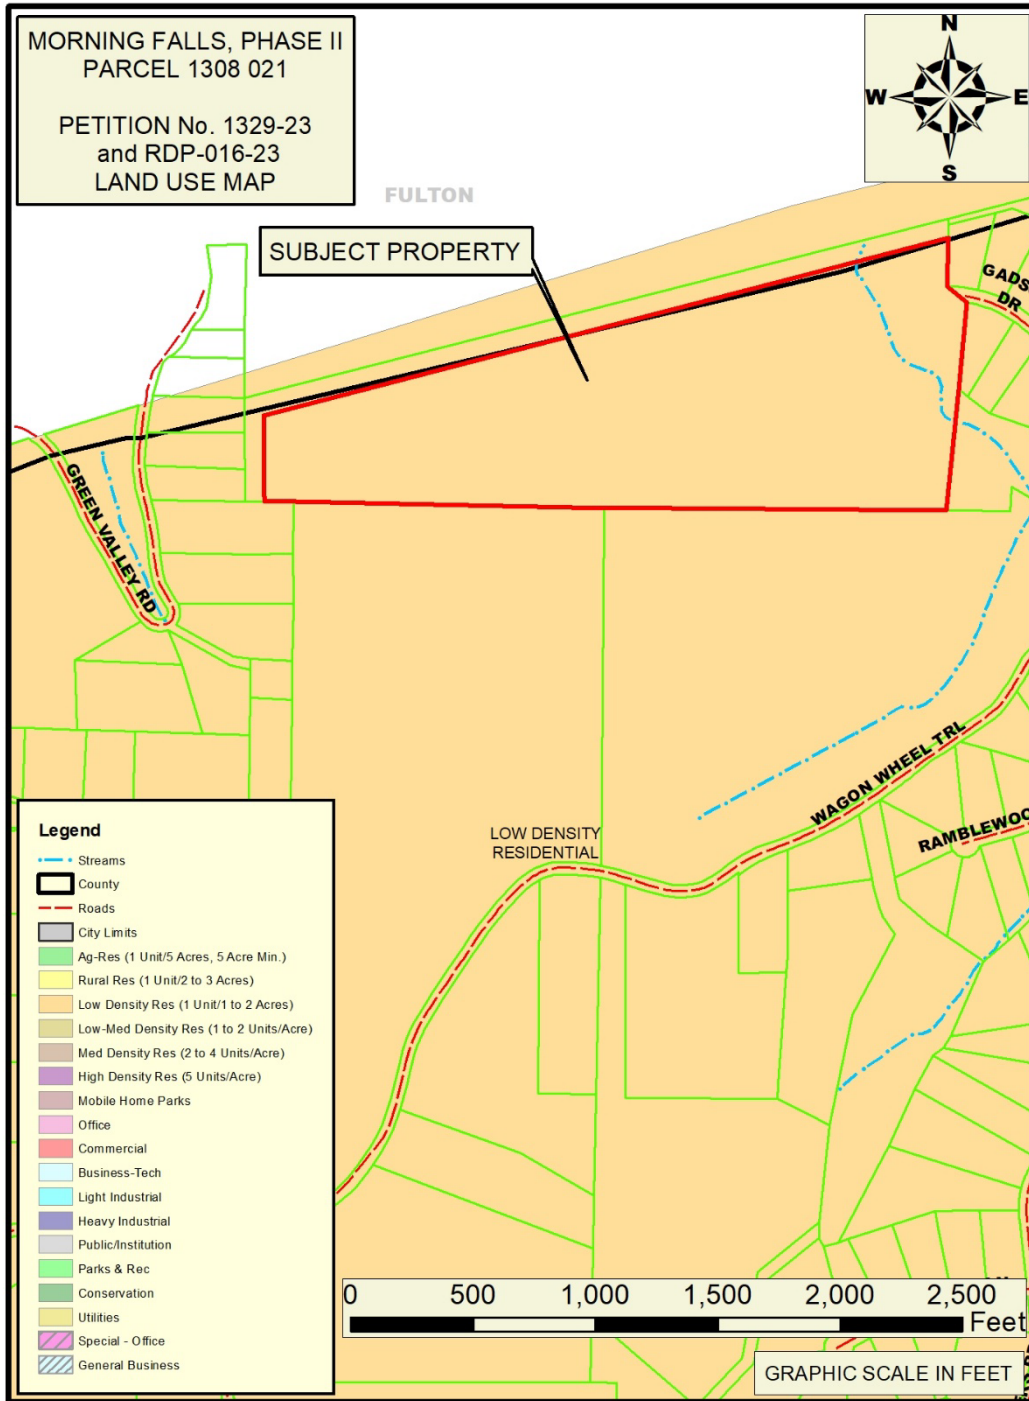 MORNING FALLS, PHASE II
PARCEL 1308 021
PETITION No. 1329-23
and RDP-016-23
LAND USE MAP
N
W
E
S
FULTON
SUBJECT PROPERTY
GADS
DR
GREEN VALLEY RD
WAGON WHEEL TRL
RAMBLEWOO
LOW DENSITY
RESIDENTIAL
Legend
Streams
County
Roads
City Limits
Ag-Res (1 Unit/5 Acres, 5 Acre Min.)
Rural Res (1 Unit/2 to 3 Acres)
Low Density Res (1 Unit/1 to 2 Acres)
Low-Med Density Res (1 to 2 Units/Acre)
Med Density Res (2 to 4 Units/Acre)
High Density Res (5 Units/Acre)
Mobile Home Parks
Office
Commercial
Business-Tech
Light Industrial
Heavy Industrial
Public/Institution
Parks & Rec
Conservation
Utilities
Special - Office
General Business
0 500 1,000 1,500 2,000 2,500
Feet
GRAPHIC SCALE IN FEET